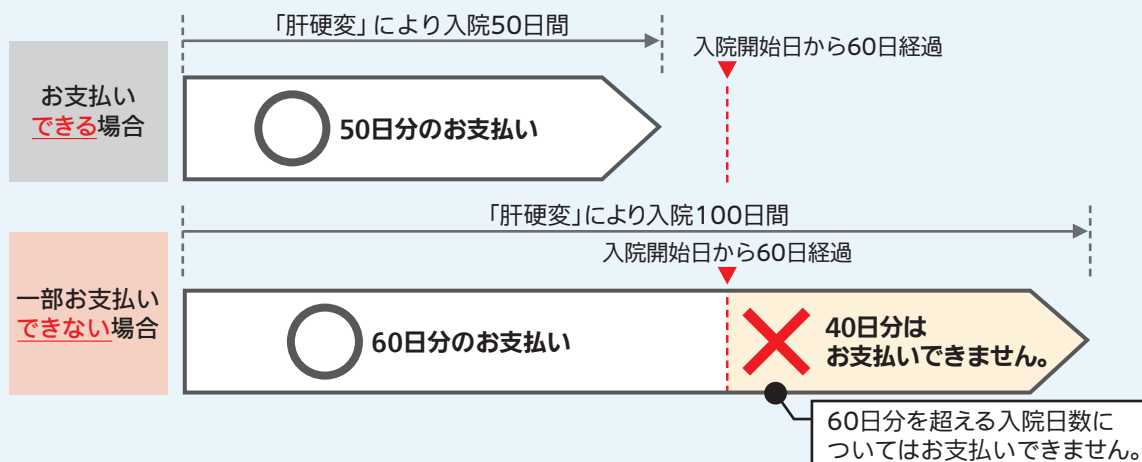 「肝硬変」により入院50日間
入院開始日から60日経過
お支払い
できる場合
50日分のお支払い
「肝硬変」により入院100日間
入院開始日から60日経過
一部お支払い
できない場合
60日分のお支払い
40日分は
お支払いできません。
60日分を超える入院日数に
ついてはお支払いできません。